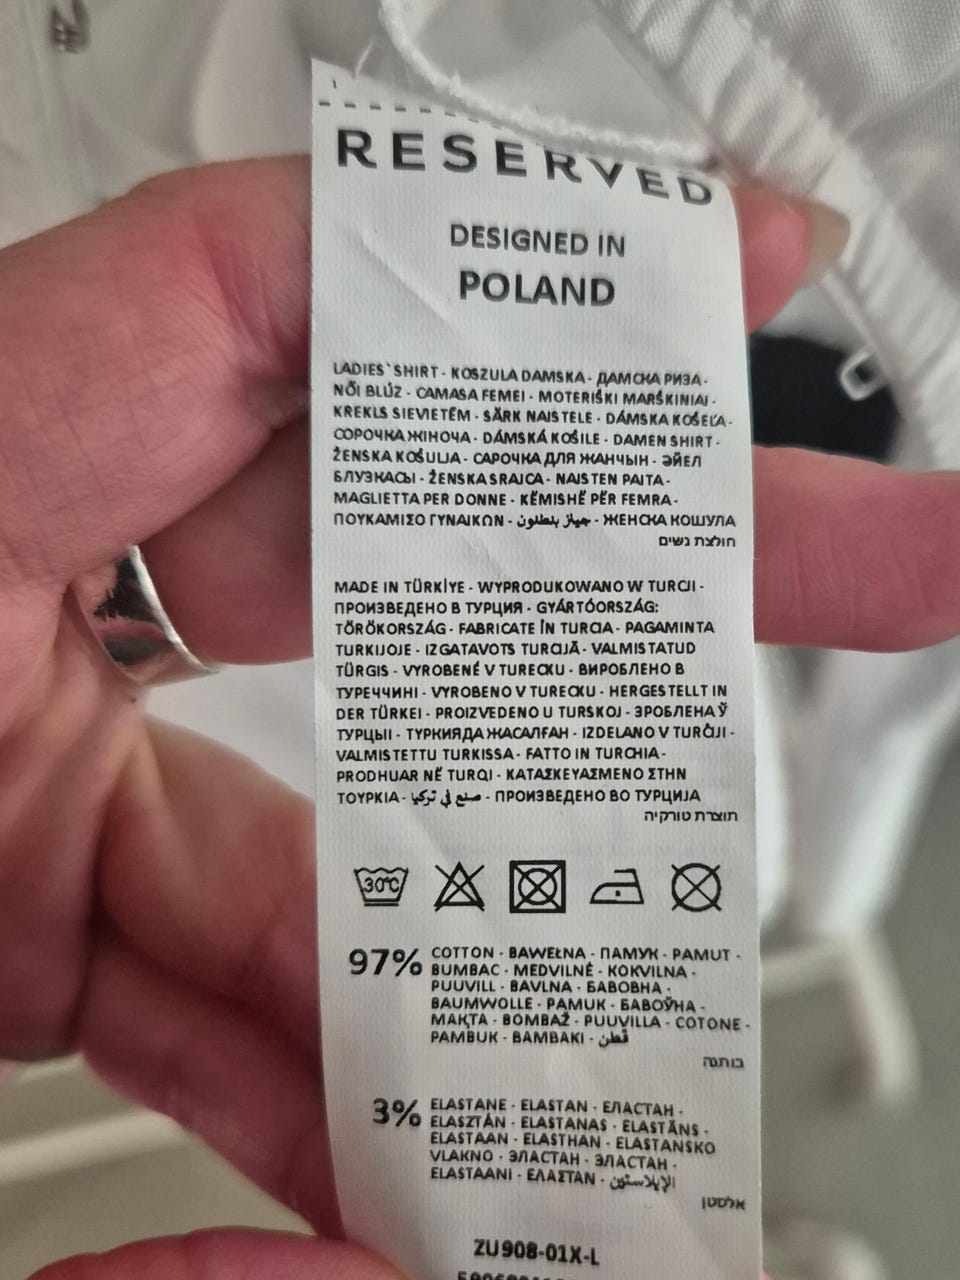 RESERVED
DESIGNED IN
POLAND
LADIES`SHIRT - KOSZULA DAMSKA - ДАМСКА РИЗА -
NŐI BLÚZ - CAMASA FEMEI - MOTERIŠKI MARŠKINIAI -
KREKLS SIEVIETĒM - SÄRK NAISTELE - DÁMSKA KOŠEĽA -
СОРОЧКА ЖІНОЧА - DÁMSKÁ KOŠILE - DAMEN SHIRT -
ŽENSKA KOŠULJA - САРОЧКА ДЛЯ ЖАНЧЫН - ӘЙЕЛ
БЛУЗКАСЫ - ŽENSKA SRAJCA - NAISTEN PAITA -
MAGLIETTA PER DONNE - KËMISHË PËR FEMRA -
ΠΟΥΚΑΜΙΣΟ ΓΥΝΑΙΚΩΝ - جينز بنطلون - ЖЕНСКА КОШУЛА
חולצת נשים
MADE IN TÜRKİYE - WYPRODUKOWANO W TURCJI -
ПРОИЗВЕДЕНО В ТУРЦИЯ - GYÁRTÓORSZÁG:
TÖRÖKORSZÁG - FABRICATE ÎN TURCIA - PAGAMINTA
TURKIJOJE - IZGATAVOTS TURCIJĀ - VALMISTATUD
TÜRGIS - VYROBENÉ V TURECKU - ВИРОБЛЕНО В
ТУРЕЧЧИНІ - VYROBENO V TURECKU - HERGESTELLT IN
DER TÜRKEI - PROIZVEDENO U TURSKOJ - ЗРОБЛЕНА Ў
ТУРЦЫІ - ТҮРКИЯДА ЖАСАЛҒАН - IZDELANO V TURČIJI -
VALMISTETTU TURKISSA - FATTO IN TURCHIA -
PRODHUAR NË TURQI - ΚΑΤΑΣΚΕΥΑΣΜΕΝΟ ΣΤΗΝ
ΤΟΥΡΚΙΑ - صنع في تركيا - ПРОИЗВЕДЕНО ВО ТУРЦИЈА
תוצרת טורקיה
30°C
97% COTTON - BAWEŁNA - ПАМУК - PAMUT -
BUMBAC - MEDVILNĖ - KOKVILNA -
PUUVILL - BAVLNA - БАВОВНА -
BAUMWOLLE - PAMUK - БАВОЎНА -
МАҚТА - BOMBAŽ - PUUVILLA - COTONE -
PAMBUK - ΒΑΜΒΑΚΙ - قطن
כותנה
3% ELASTANE - ELASTAN - ЕЛАСТАН -
ELASZTÁN - ELASTANAS - ELASTĀNS -
ELASTAAN - ELASTHAN - ELASTANSKO
VLAKNO - ЭЛАСТАН - ЭЛАСТАН -
ELASTAANI - ΕΛΑΣΤΑΝ - الإيلاستين
אלסטן
ZU908-01X-L